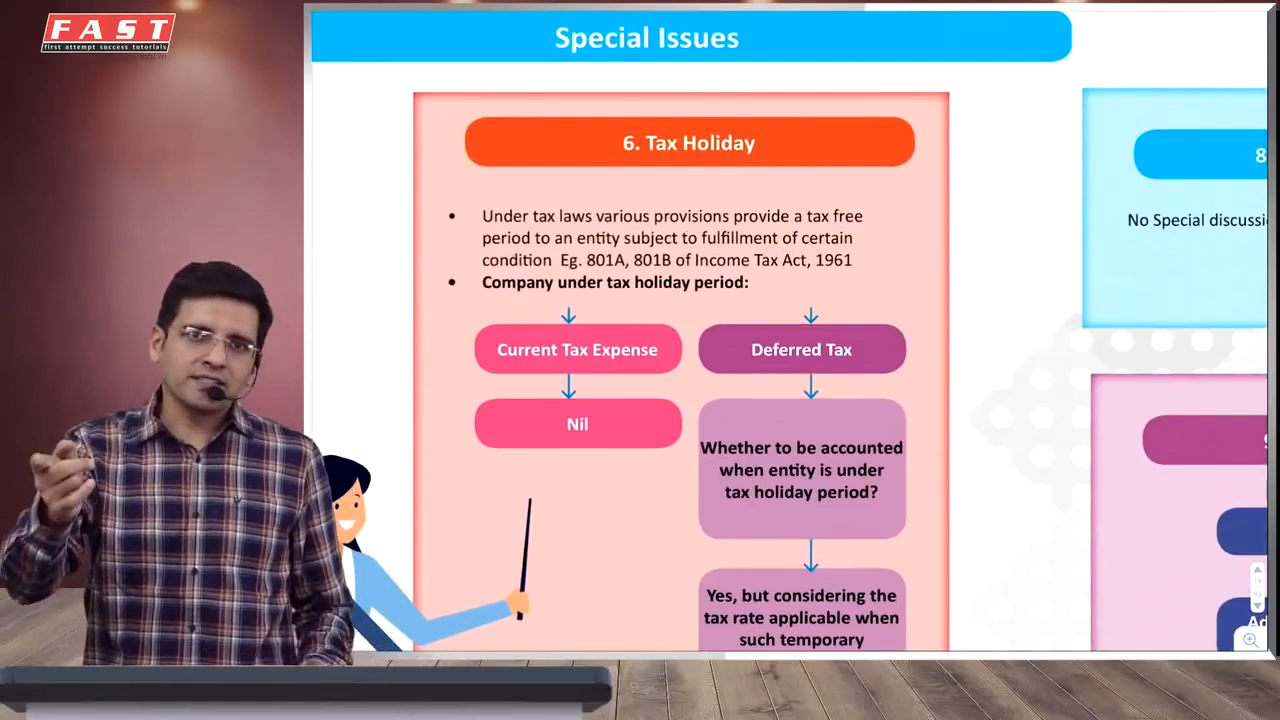 FAST
first attempt success tutorials
Special Issues
6. Tax Holiday
• Under tax laws various provisions provide a tax free
period to an entity subject to fulfillment of certain
condition Eg. 801A, 801B of Income Tax Act, 1961
• Company under tax holiday period:
Current Tax Expense
Nil
Deferred Tax
Whether to be accounted
when entity is under
tax holiday period?
Yes, but considering the
tax rate applicable when
such temporary
8
No Special